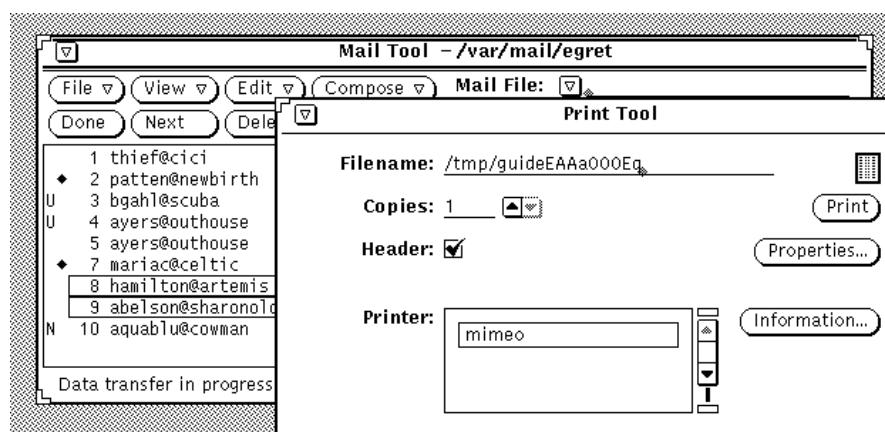 Mail Tool - /var/mail/egret
File View Edit Compose Mail File:
Done Next Dele
Print Tool
1 thief@cici
2 patten@newbirth
U 3 bgahl@scuba
U 4 ayers@outhouse
5 ayers@outhouse
7 mariac@celtic
8 hamilton@artemis
9 abelson@sharonolo
N 10 aquablu@cowman
Data transfer in progress
Filename: /tmp/guideEAAa000Eq
Copies: 1
Print
Header:
Properties...
Printer:
mimeo
Information...